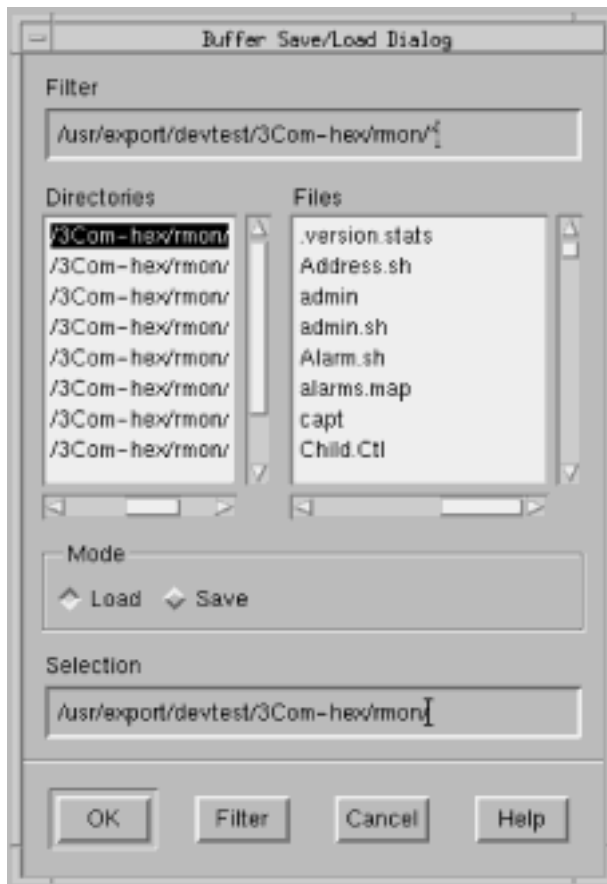 Buffer Save/Load Dialog
Filter
/usr/export/devtest/3Com-hex/rmon/*
Directories Files
/3Com-hex/rmon/ .version.stats
/3Com-hex/rmon/ Address.sh
/3Com-hex/rmon/ admin
/3Com-hex/rmon/ admin.sh
/3Com-hex/rmon/ Alarm.sh
/3Com-hex/rmon/ alarms.map
/3Com-hex/rmon/ capt
/3Com-hex/rmon/ Child.Ctl
Mode
Load Save
Selection
/usr/export/devtest/3Com-hex/rmon/
OK Filter Cancel Help